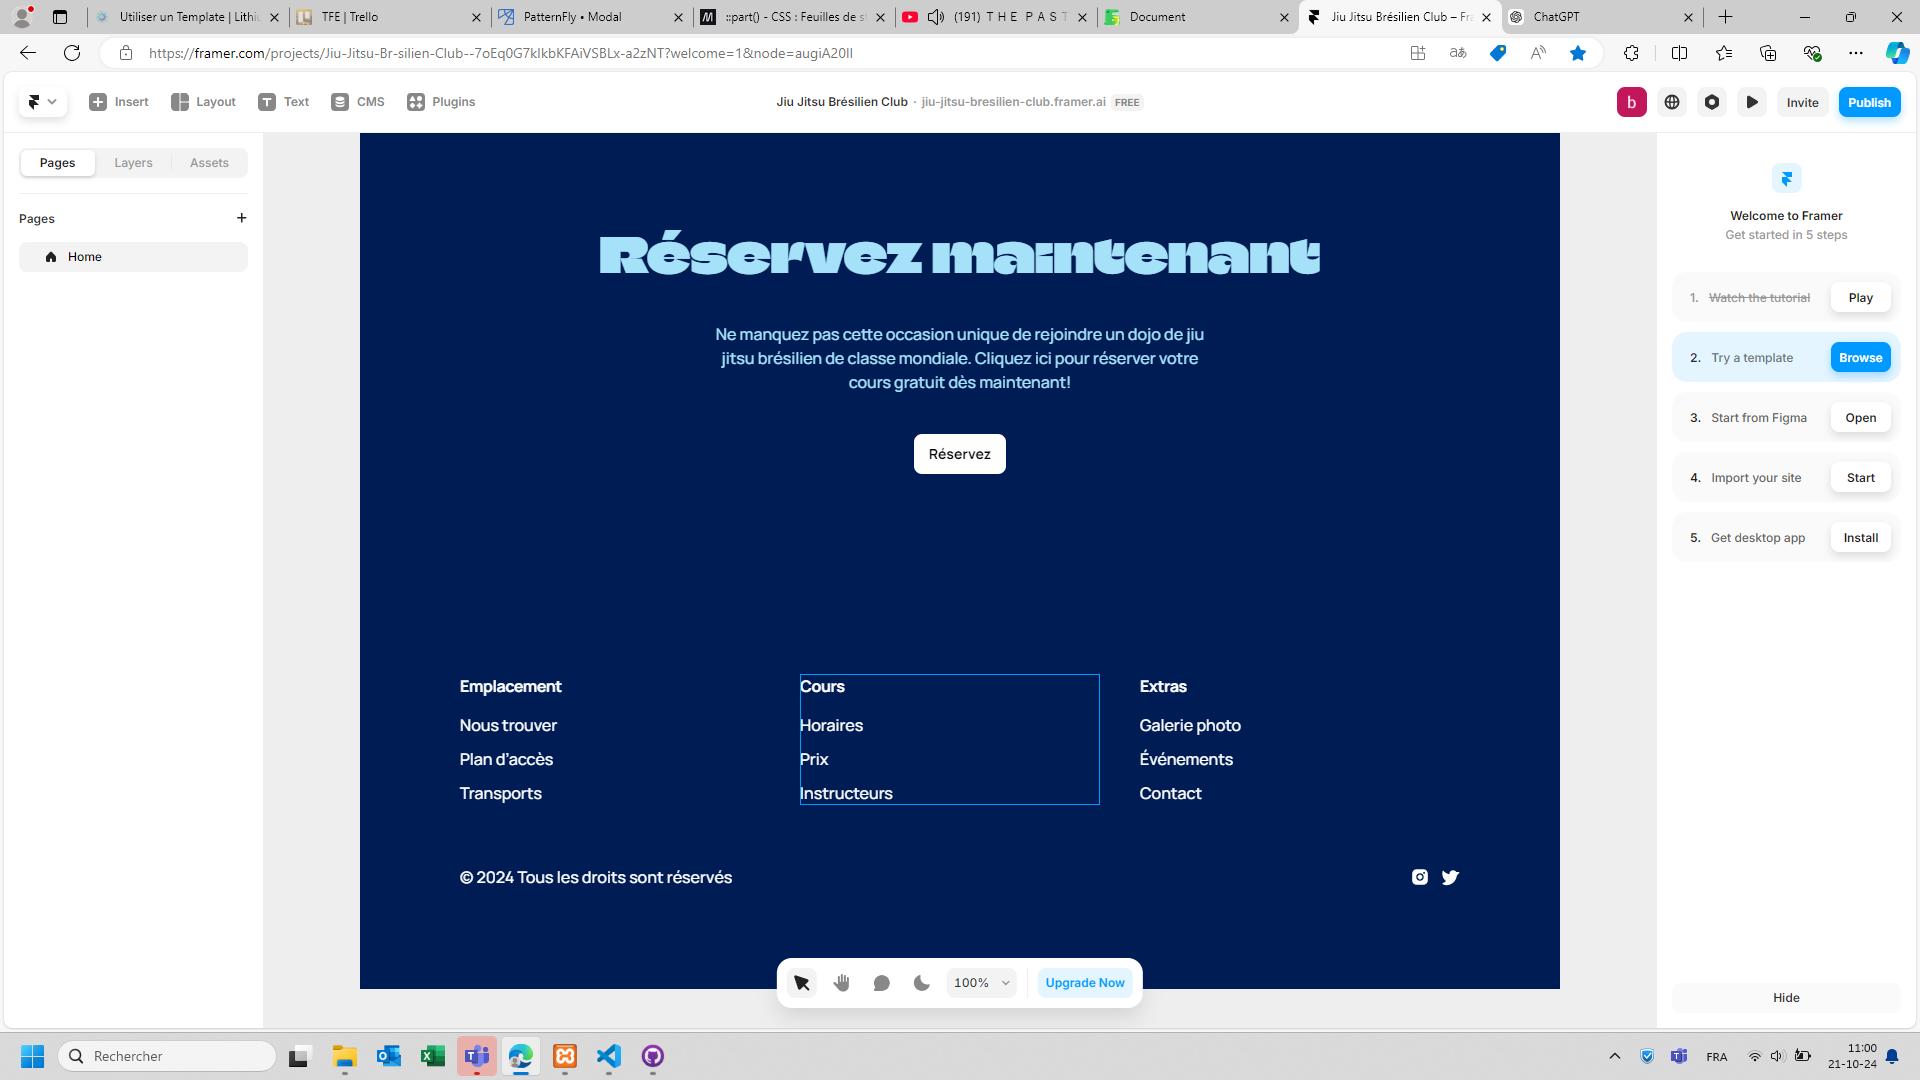 Utiliser un Template | Lithiu
TFE | Trello
PatternFly • Modal
::part() - CSS : Feuilles de st
(191) T H E P A S T
Document
Jiu Jitsu Brésilien Club – Fra
ChatGPT
https://framer.com/projects/Jiu-Jitsu-Br-silien-Club--7oEq0G7kIkbKFAiVSBLx-a2zNT?welcome=1&node=augiA20Il
Insert
Layout
Text
CMS
Plugins
Jiu Jitsu Brésilien Club · jiu-jitsu-bresilien-club.framer.ai FREE
b
Invite
Publish
Pages
Layers
Assets
Pages
Home
Réservez maintenant
Ne manquez pas cette occasion unique de rejoindre un dojo de jiu
jitsu brésilien de classe mondiale. Cliquez ici pour réserver votre
cours gratuit dès maintenant!
Réservez
Emplacement
Nous trouver
Plan d’accès
Transports
Cours
Horaires
Prix
Instructeurs
Extras
Galerie photo
Événements
Contact
© 2024 Tous les droits sont réservés
100%
Upgrade Now
Welcome to Framer
Get started in 5 steps
1. Watch the tutorial Play
2. Try a template Browse
3. Start from Figma Open
4. Import your site Start
5. Get desktop app Install
Hide
Rechercher
FRA
11:00
21-10-24